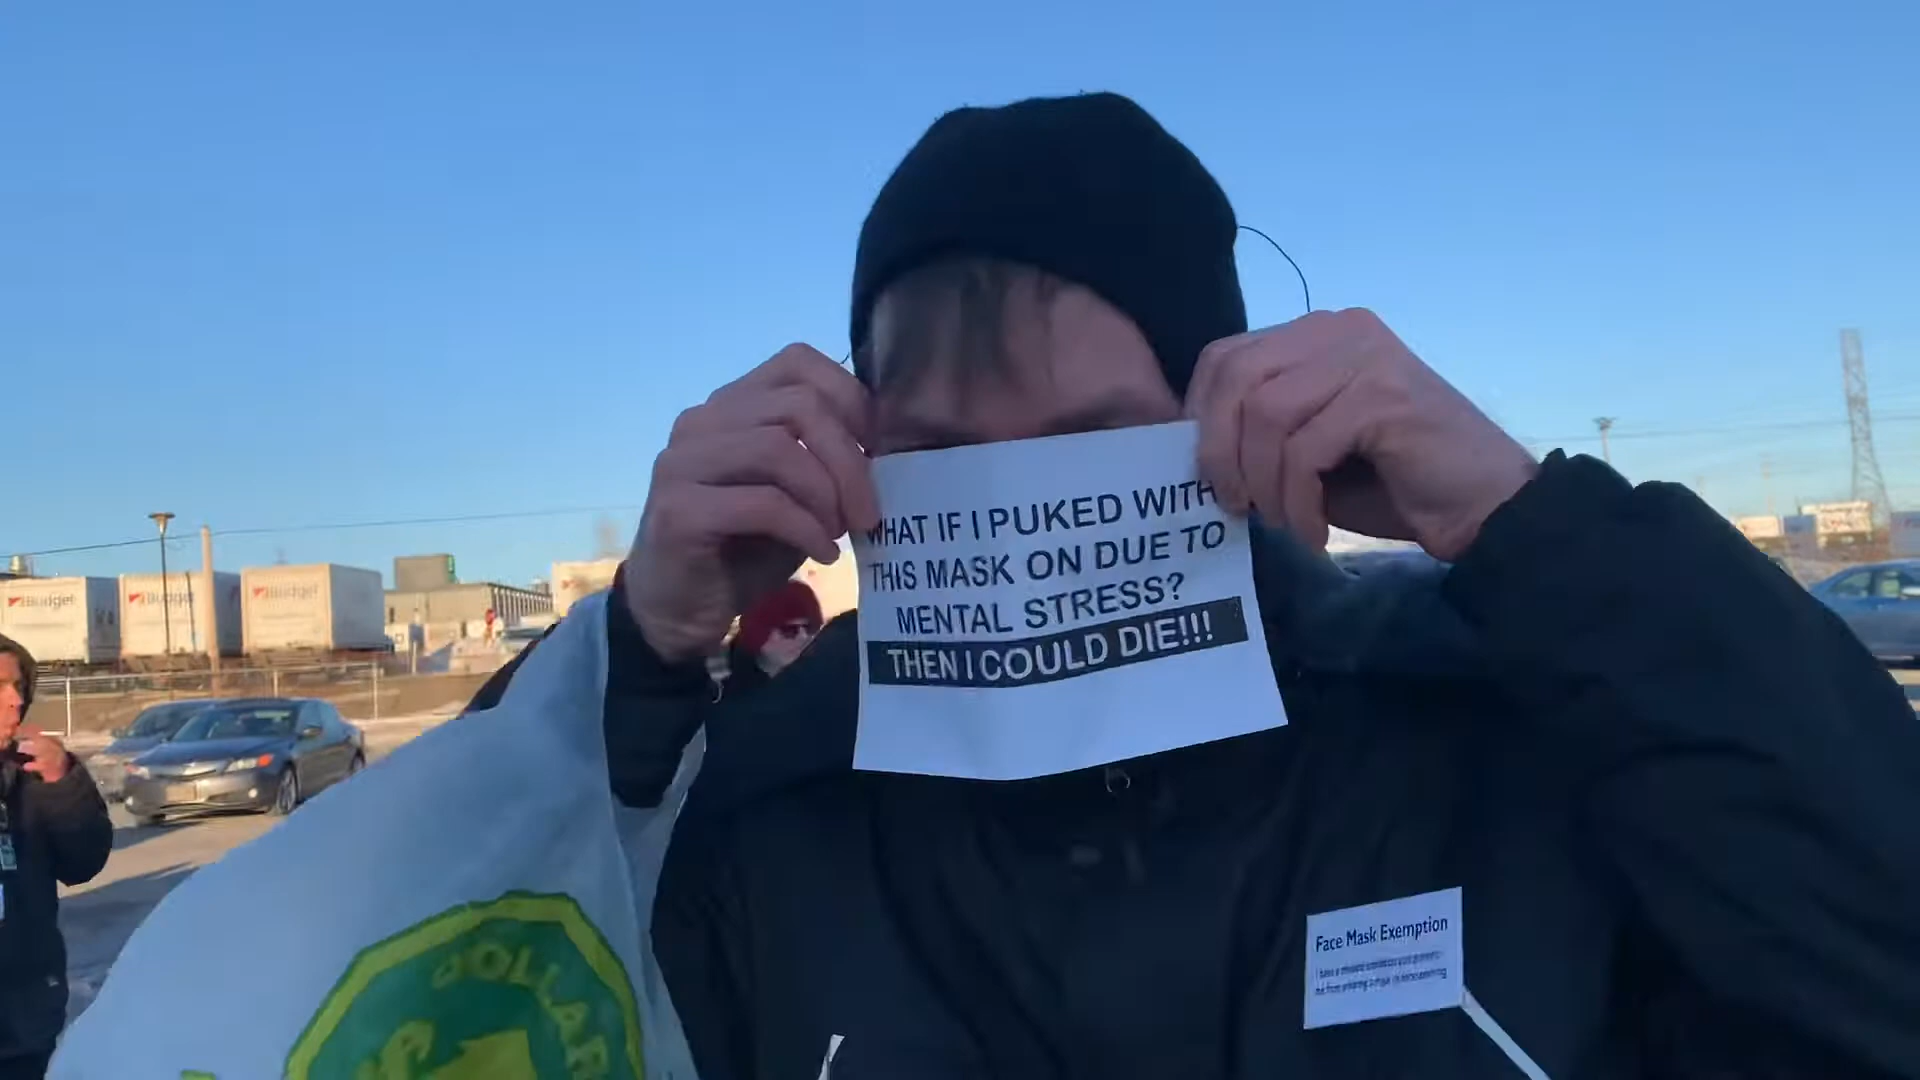 WHAT IF I PUKED WITH
THIS MASK ON DUE TO
MENTAL STRESS?
THEN I COULD DIE!!!
Face Mask Exemption
Budget
Budget
Budget
DOLLAR